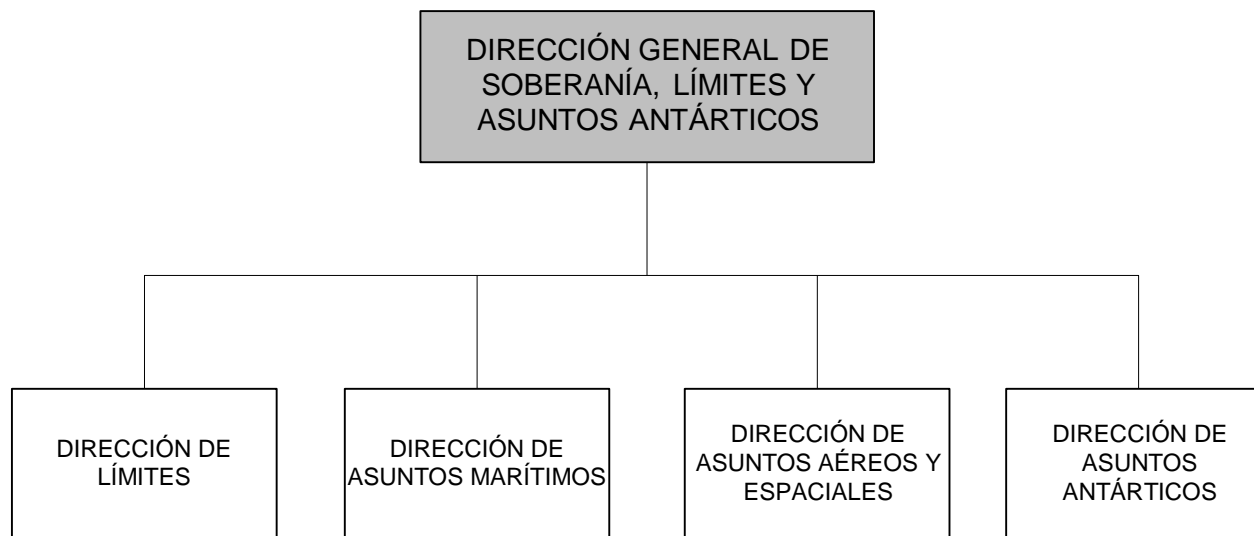 DIRECCIÓN GENERAL DE
SOBERANÍA, LÍMITES Y
ASUNTOS ANTÁRTICOS
DIRECCIÓN DE
LÍMITES
DIRECCIÓN DE
ASUNTOS MARÍTIMOS
DIRECCIÓN DE
ASUNTOS AÉREOS Y
ESPACIALES
DIRECCIÓN DE
ASUNTOS
ANTÁRTICOS